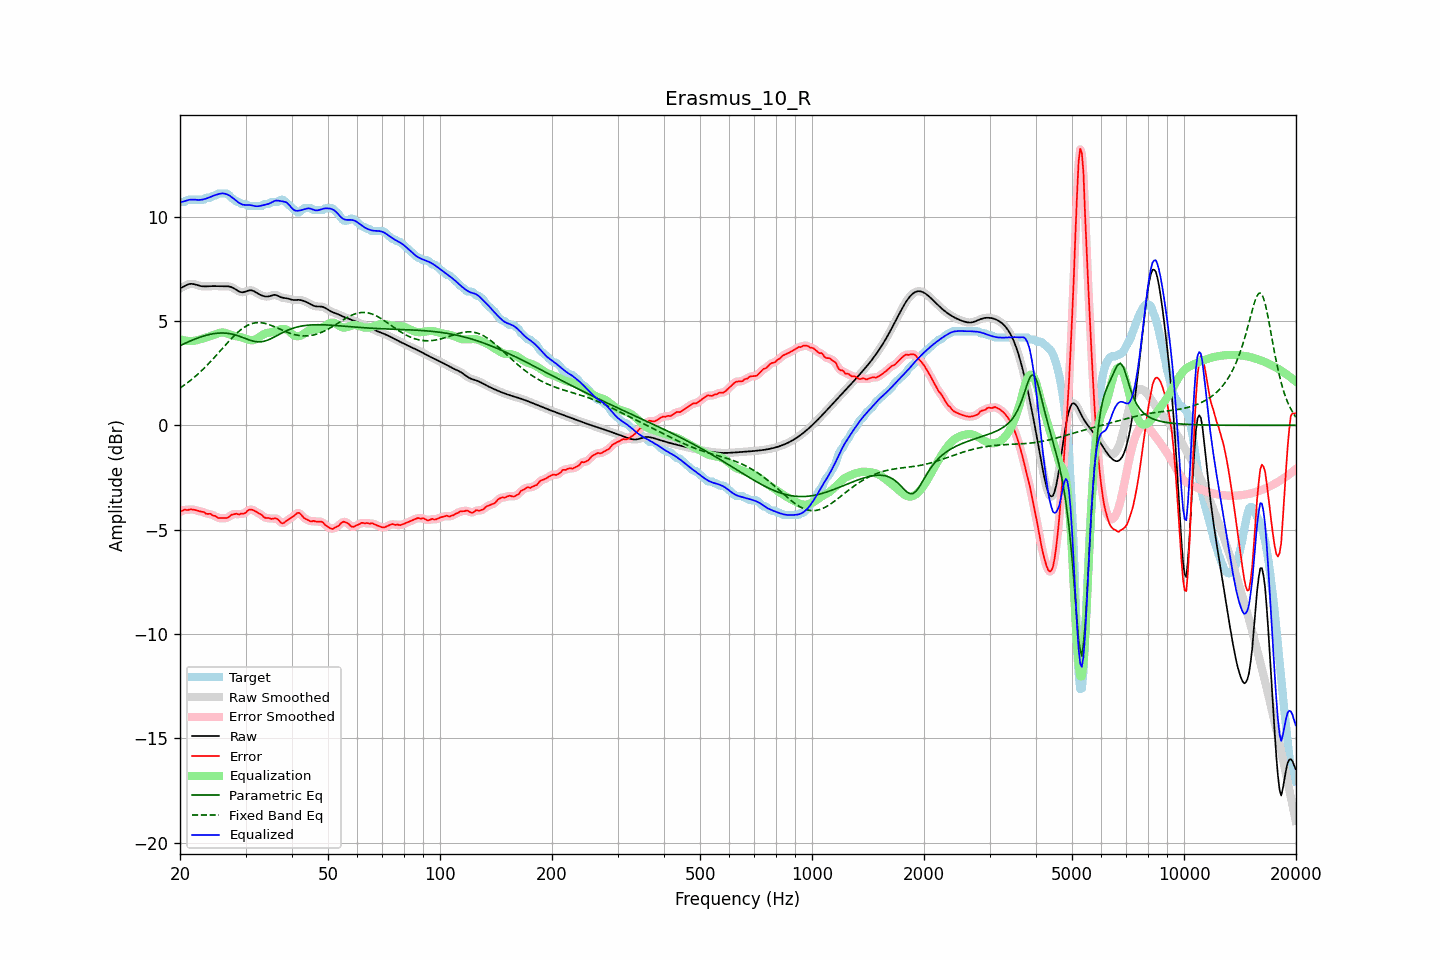 Erasmus_10_R
Amplitude (dBr)
10
5
0
−5
−10
−15
−20
Target
Raw Smoothed
Error Smoothed
Raw
Error
Equalization
Parametric Eq
Fixed Band Eq
Equalized
20 50 100 200 500 1000 2000 5000 10000 20000
Frequency (Hz)